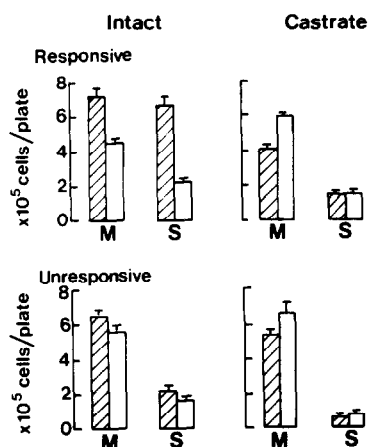 Intact Castrate
Responsive
x10⁵ cells/plate
8
6
4
2
0
M S M S
Unresponsive
x10⁵ cells/plate
8
6
4
2
0
M S M S